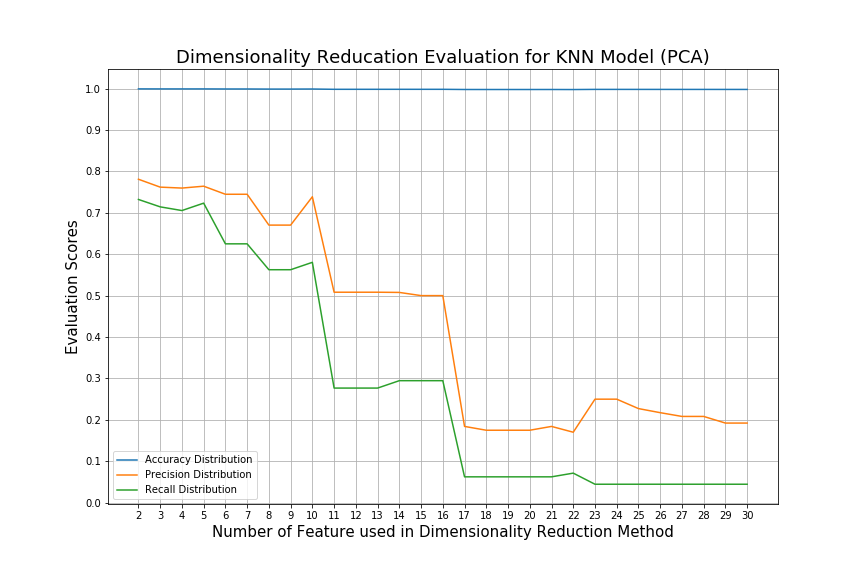 Dimensionality Reducation Evaluation for KNN Model (PCA)
Evaluation Scores
1.0
0.9
0.8
0.7
0.6
0.5
0.4
0.3
0.2
0.1
0.0
Accuracy Distribution
Precision Distribution
Recall Distribution
2 3 4 5 6 7 8 9 10 11 12 13 14 15 16 17 18 19 20 21 22 23 24 25 26 27 28 29 30
Number of Feature used in Dimensionality Reduction Method